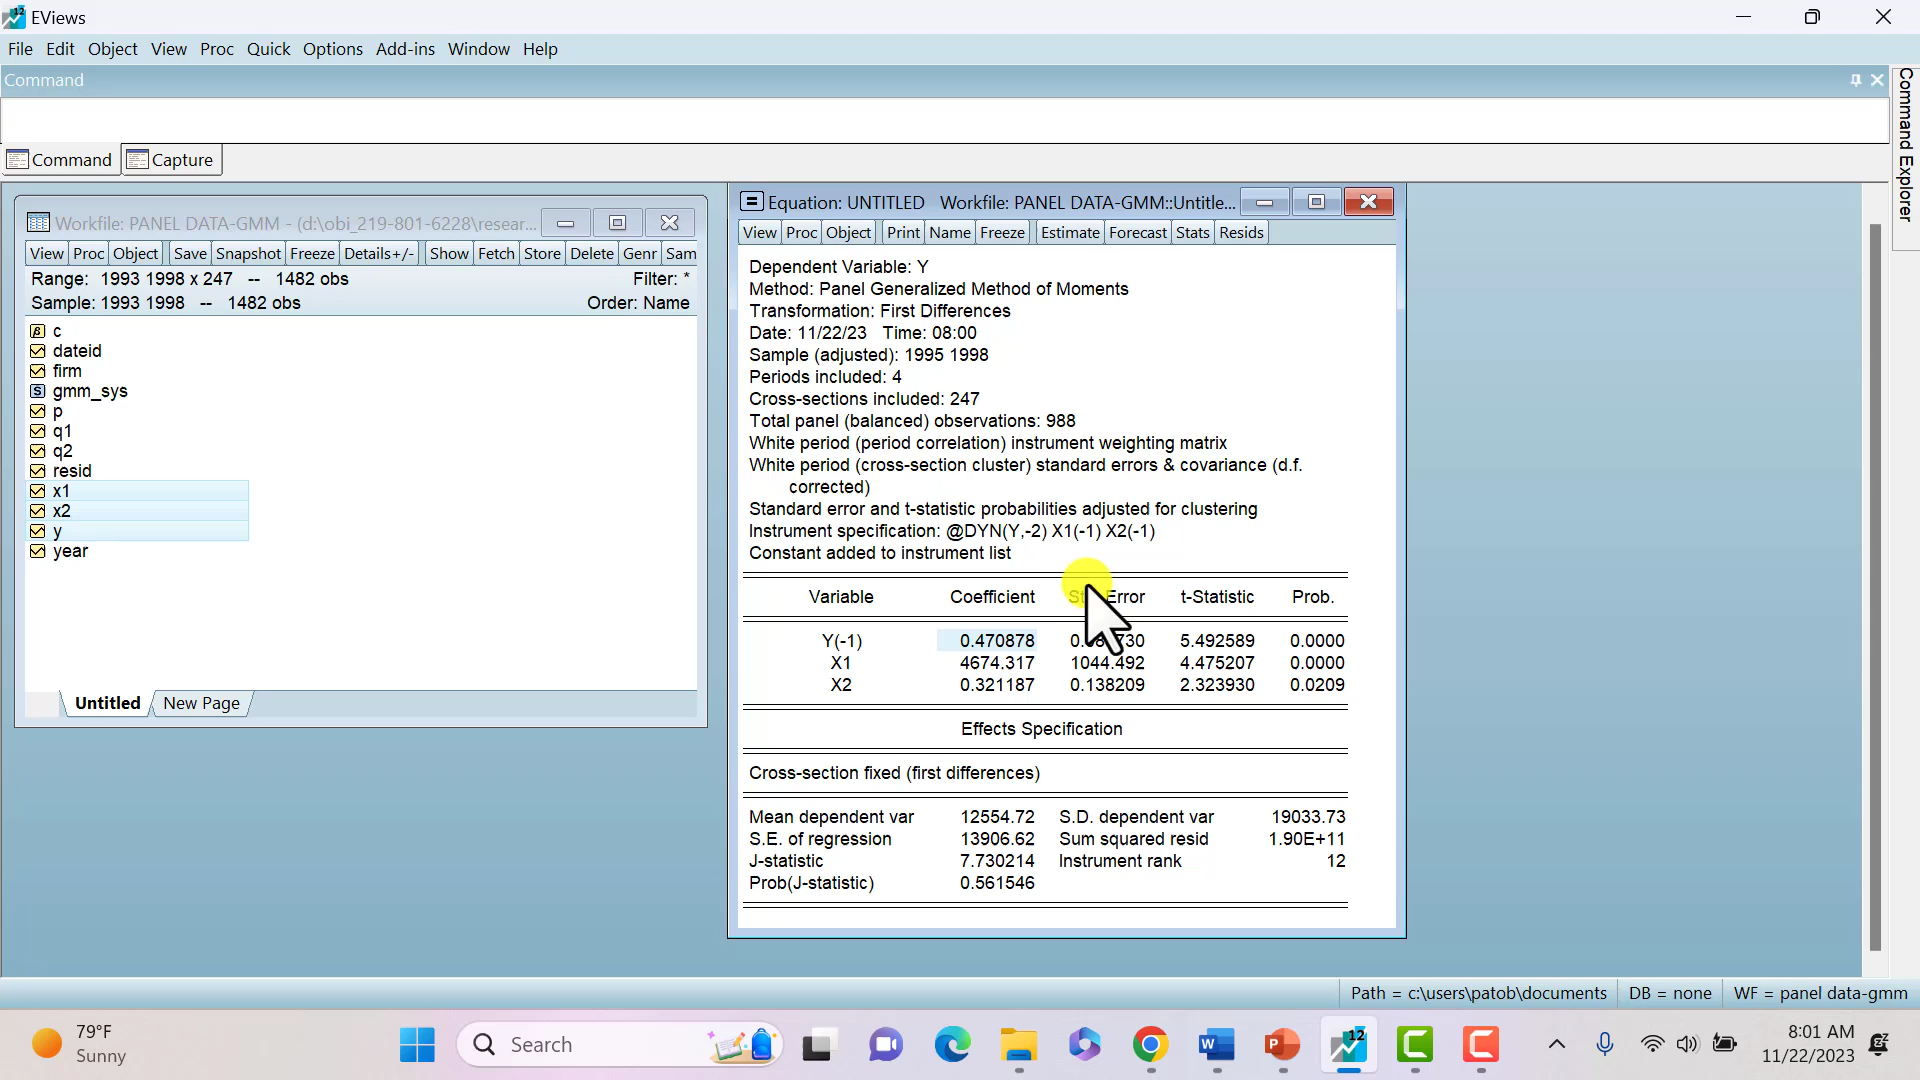 EViews
File Edit Object View Proc Quick Options Add-ins Window Help
Command
Command Capture
Command Explorer
Workfile: PANEL DATA-GMM - (d:\obi_219-801-6228\resear...
View Proc Object Save Snapshot Freeze Details+/- Show Fetch Store Delete Genr Sam
Range: 1993 1998 x 247 -- 1482 obs Filter: *
Sample: 1993 1998 -- 1482 obs Order: Name
c
dateid
firm
gmm_sys
p
q1
q2
resid
x1
x2
y
year
Untitled New Page
Equation: UNTITLED Workfile: PANEL DATA-GMM::Untitle...
View Proc Object Print Name Freeze Estimate Forecast Stats Resids
Dependent Variable: Y
Method: Panel Generalized Method of Moments
Transformation: First Differences
Date: 11/22/23 Time: 08:00
Sample (adjusted): 1995 1998
Periods included: 4
Cross-sections included: 247
Total panel (balanced) observations: 988
White period (period correlation) instrument weighting matrix
White period (cross-section cluster) standard errors & covariance (d.f.
corrected)
Standard error and t-statistic probabilities adjusted for clustering
Instrument specification: @DYN(Y,-2) X1(-1) X2(-1)
Constant added to instrument list
Variable Coefficient Error t-Statistic Prob.
Y(-1) 0.470878 5.492589 0.0000
X1 4674.317 1044.492 4.475207 0.0000
X2 0.321187 0.138209 2.323930 0.0209
Effects Specification
Cross-section fixed (first differences)
Mean dependent var 12554.72 S.D. dependent var 19033.73
S.E. of regression 13906.62 Sum squared resid 1.90E+11
J-statistic 7.730214 Instrument rank 12
Prob(J-statistic) 0.561546
Path = c:\users\patob\documents DB = none WF = panel data-gmm
79°F
Sunny
Search
12
8:01 AM
11/22/2023